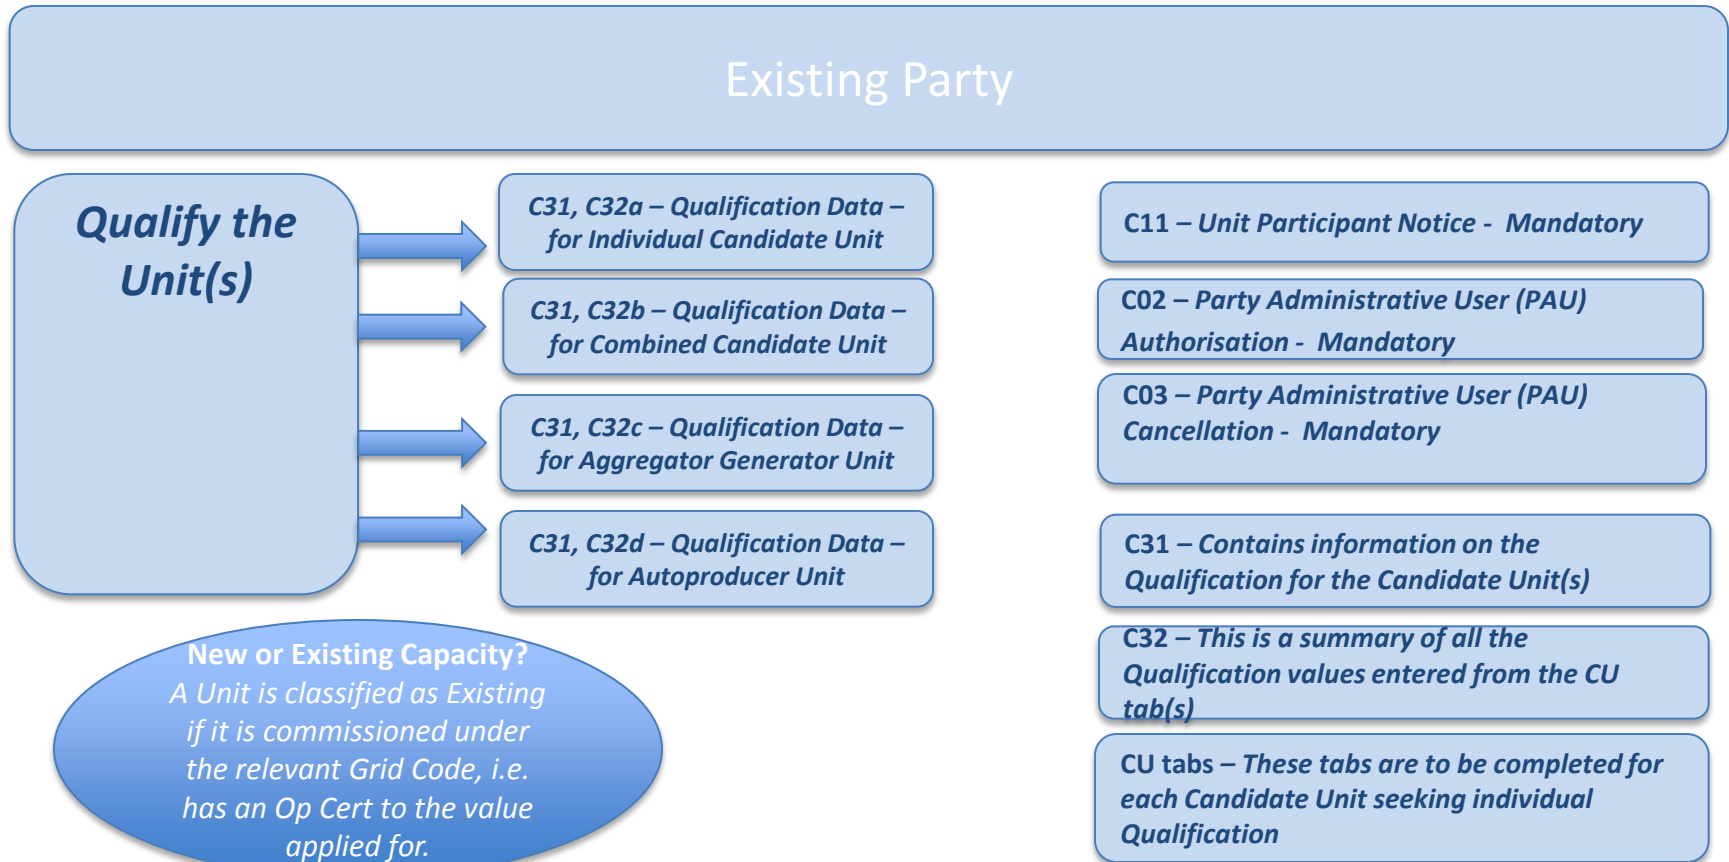 Existing Party
Qualify the
Unit(s)
C31, C32a – Qualification Data –
for Individual Candidate Unit
C31, C32b – Qualification Data –
for Combined Candidate Unit
C31, C32c – Qualification Data –
for Aggregator Generator Unit
C31, C32d – Qualification Data –
for Autoproducer Unit
New or Existing Capacity?
A Unit is classified as Existing
if it is commissioned under
the relevant Grid Code, i.e.
has an Op Cert to the value
applied for.
C11 – Unit Participant Notice - Mandatory
C02 – Party Administrative User (PAU)
Authorisation - Mandatory
C03 – Party Administrative User (PAU)
Cancellation - Mandatory
C31 – Contains information on the
Qualification for the Candidate Unit(s)
C32 – This is a summary of all the
Qualification values entered from the CU
tab(s)
CU tabs – These tabs are to be completed for
each Candidate Unit seeking individual
Qualification